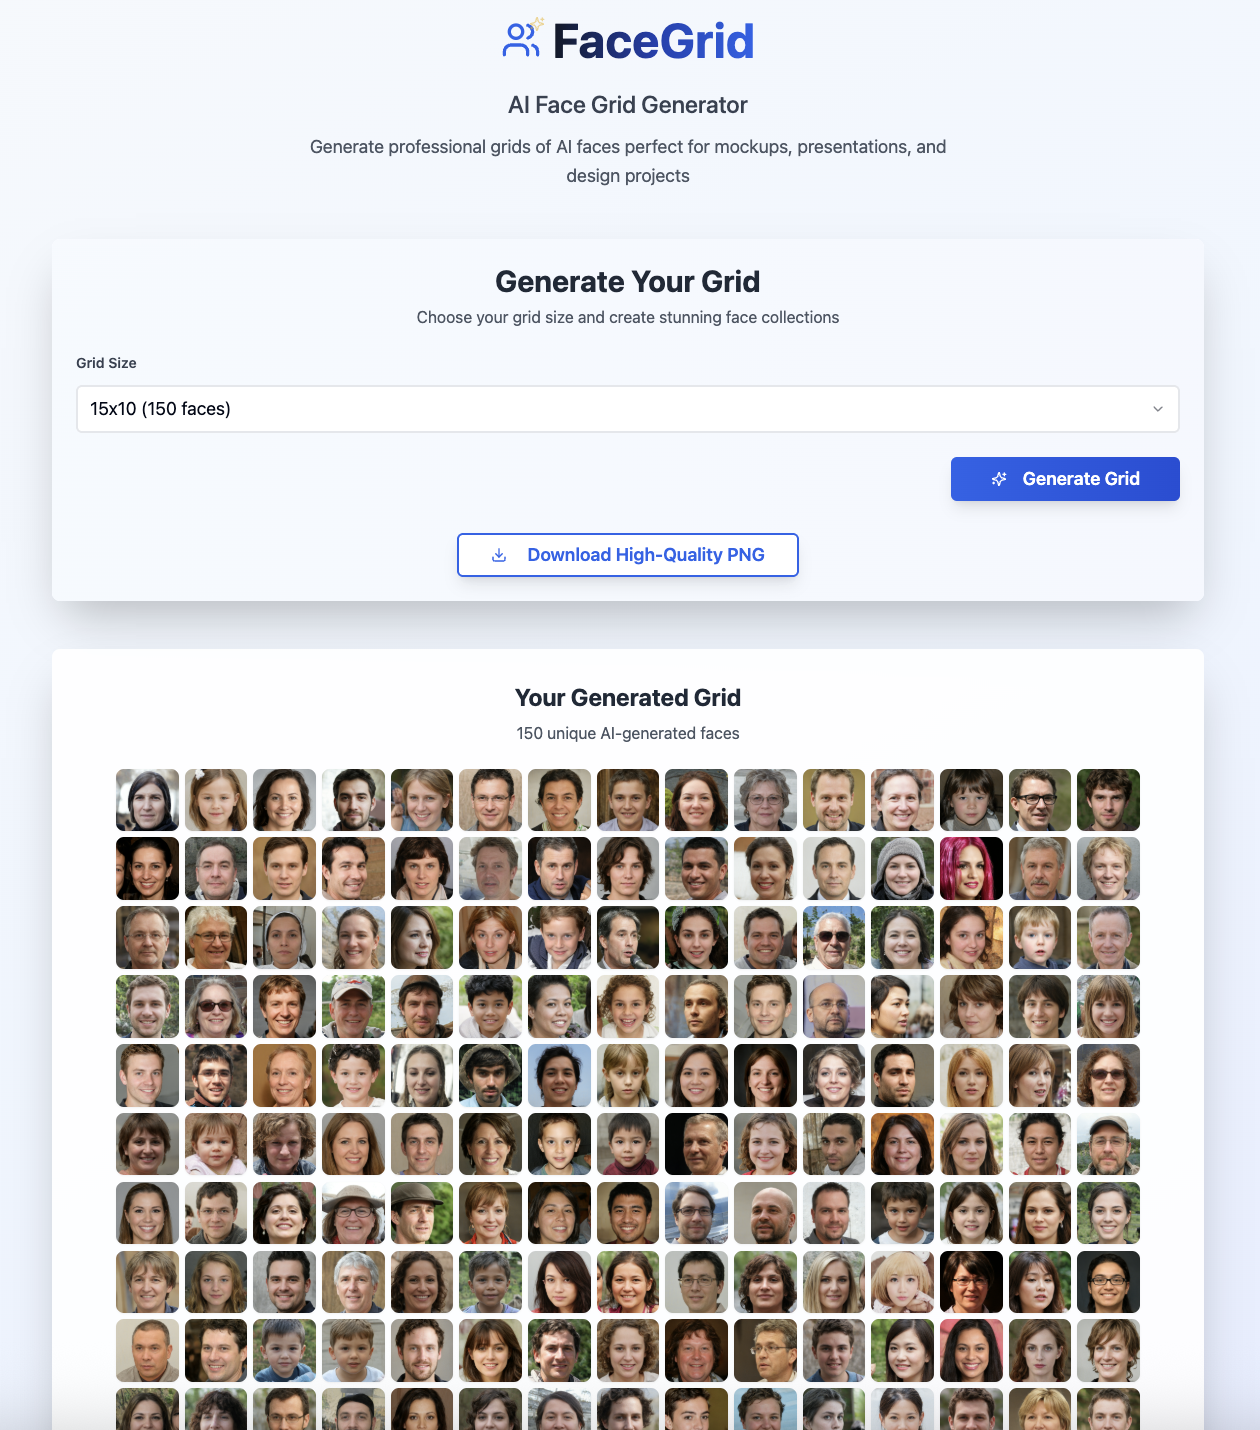 FaceGrid
AI Face Grid Generator
Generate professional grids of AI faces perfect for mockups, presentations, and
design projects
Generate Your Grid
Choose your grid size and create stunning face collections
Grid Size
15x10 (150 faces)
Generate Grid
Download High-Quality PNG
Your Generated Grid
150 unique AI-generated faces